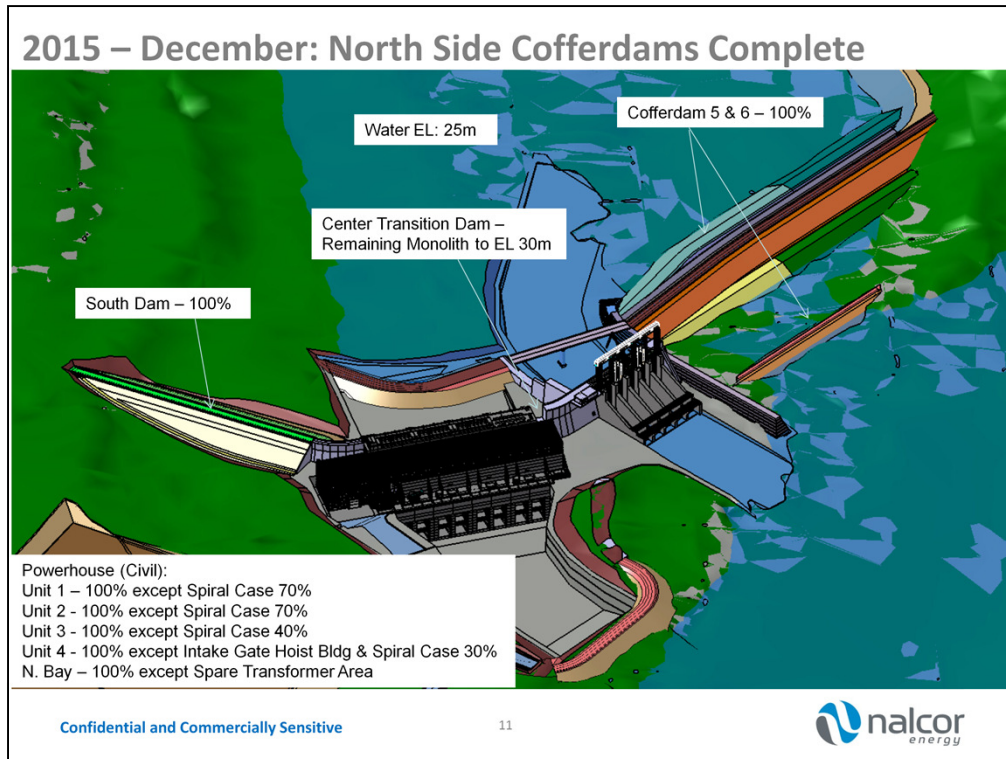 2015 – December: North Side Cofferdams Complete
Water EL: 25m
Cofferdam 5 & 6 – 100%
Center Transition Dam –
Remaining Monolith to EL 30m
South Dam – 100%
Powerhouse (Civil):
Unit 1 – 100% except Spiral Case 70%
Unit 2 - 100% except Spiral Case 70%
Unit 3 - 100% except Spiral Case 40%
Unit 4 - 100% except Intake Gate Hoist Bldg & Spiral Case 30%
N. Bay – 100% except Spare Transformer Area
Confidential and Commercially Sensitive
11
nalcor
energy